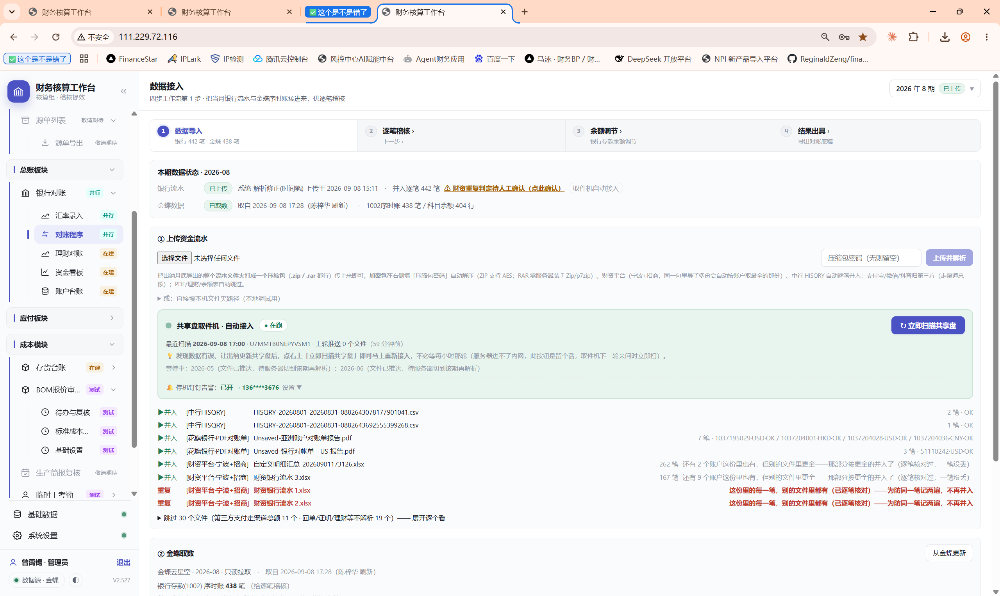 财务核算工作台
财务核算工作台
✅这个是不是错了
财务核算工作台
不安全 111.229.72.116
✅这个是不是错了 FinanceStar IPLark IP检测 腾讯云控制台 风控中心AI赋能中台 Agent财务应用 百度一下 马泳 · 财务BP / 财... DeepSeek 开放平台 NPI 新产品导入平台 ReginaldZeng/fina...
财务核算工作台
核算组 · 稽核提效
源单列表 敬请期待
源单导出 敬请期待
总账板块
银行对账 并行
汇率录入 并行
对账程序 并行
理财对账 在建
资金看板 在建
账户台账 在建
应付板块
成本模块
存货台账 在建
BOM报价审... 测试
待办与复核 测试
标准成本... 测试
基础设置 测试
生产简报复核 敬请期待
临时工考勤 测试
基础数据
系统设置
曾禹锡 · 管理员 退出
数据源 · 金蝶 V2.527
数据接入
四步工作流第 1 步 · 把当月银行流水与金蝶序时账接进来，供逐笔稽核
2026 年 8 期 已上传 ▼
1 数据导入
银行 442 笔 · 金蝶 438 笔
2 逐笔稽核 ›
下一步 ›
3 余额调节 ›
银行存款余额调节
4 结果出具 ›
导出对账底稿
本期数据状态 · 2026-08
银行流水 已上传 系统-解析修正(时间戳) 上传于 2026-09-08 15:11 · 并入逐笔 442 笔 ⚠ 财资重复判定待人工确认（点此确认） 取件机自动接入
金蝶数据 已取数 取自 2026-09-08 17:28（陈梓华 刷新） · 1002序时账 438 笔 / 科目余额 404 行
① 上传资金流水
选择文件 未选择任何文件 压缩包密码（无则留空） 上传并解析
把出纳月底导出的整个流水文件夹打成一个压缩包（.zip / .rar 都行）传上来即可。加密包在右侧填「压缩包密码」自动解压（ZIP 支持 AES；RAR 需服务器装 7-Zip/p7zip）。财资平台（宁波+招商，同一包里导了多份会自动按账户取最全的那份）、中行 HISQRY 自动逐笔并入；支付宝/微信/抖音归第三方（走渠道总
额）；PDF/理财/余额表自动跳过。
▶ 或：直接填本机文件夹路径（本地调试用）
共享盘取件机 · 自动接入 ● 在跑 ↻ 立即扫描共享盘
最近扫描 2026-09-08 17:00 · U7MMTB0NEPYVSM1 · 上轮推送 0 个文件（59 分钟前）
💡 发现数据有误、让出纳更新共享盘后，点右上「立即扫描共享盘」即可马上重新接入，不必等每小时那轮（服务器进不了内网，此按钮是留个话，取件机下一轮来问时立即扫）。
等待中：2026-05（文件已推达，待服务器切到该期再解析）；2026-06（文件已推达，待服务器切到该期再解析）
🔔 停机钉钉告警：已开 → 136****3676 设置 ▼
▶并入 [中行HISQRY] HISQRY-20260801-20260831-0882643078177901041.csv 2 笔 · OK
▶并入 [中行HISQRY] HISQRY-20260801-20260831-0882643692555399268.csv 1 笔 · OK
▶并入 [花旗银行·PDF对账单] Unsaved-亚洲账户对账单报告.pdf 7 笔 · 1037195029·USD·OK / 1037204001·HKD·OK / 1037204028·USD·OK / 1037204036·CNY·OK
▶并入 [花旗银行·PDF对账单] Unsaved-银行对帐单 - US 报告.pdf 3 笔 · 51110242·USD·OK
▶并入 [财资平台·宁波+招商] 自定义明细汇总_20260901173126.xlsx 262 笔 还有 2 个账户这份里也有，但别的文件里更全——那部分按更全的并入了（逐笔核对过，一笔没丢）
▶并入 [财资平台·宁波+招商] 财资银行流水 3.xlsx 167 笔 还有 9 个账户这份里也有，但别的文件里更全——那部分按更全的并入了（逐笔核对过，一笔没丢）
重复 [财资平台·宁波+招商] 财资银行流水 1.xlsx 这份里的每一笔，别的文件里都有（已逐笔核对）——为防同一笔记两遍，不再并入
重复 [财资平台·宁波+招商] 财资银行流水 2.xlsx 这份里的每一笔，别的文件里都有（已逐笔核对）——为防同一笔记两遍，不再并入
▶ 跳过 30 个文件（第三方支付走渠道总额 11 个 · 回单/证明/理财等不解析 19 个）—— 展开逐个看
② 金蝶取数 从金蝶更新
金蝶云星空 · 2026-08 · 只读拉取 · 取自 2026-09-08 17:28（陈梓华 刷新）
银行存款(1002) 序时账 438 笔 （给逐笔稽核）